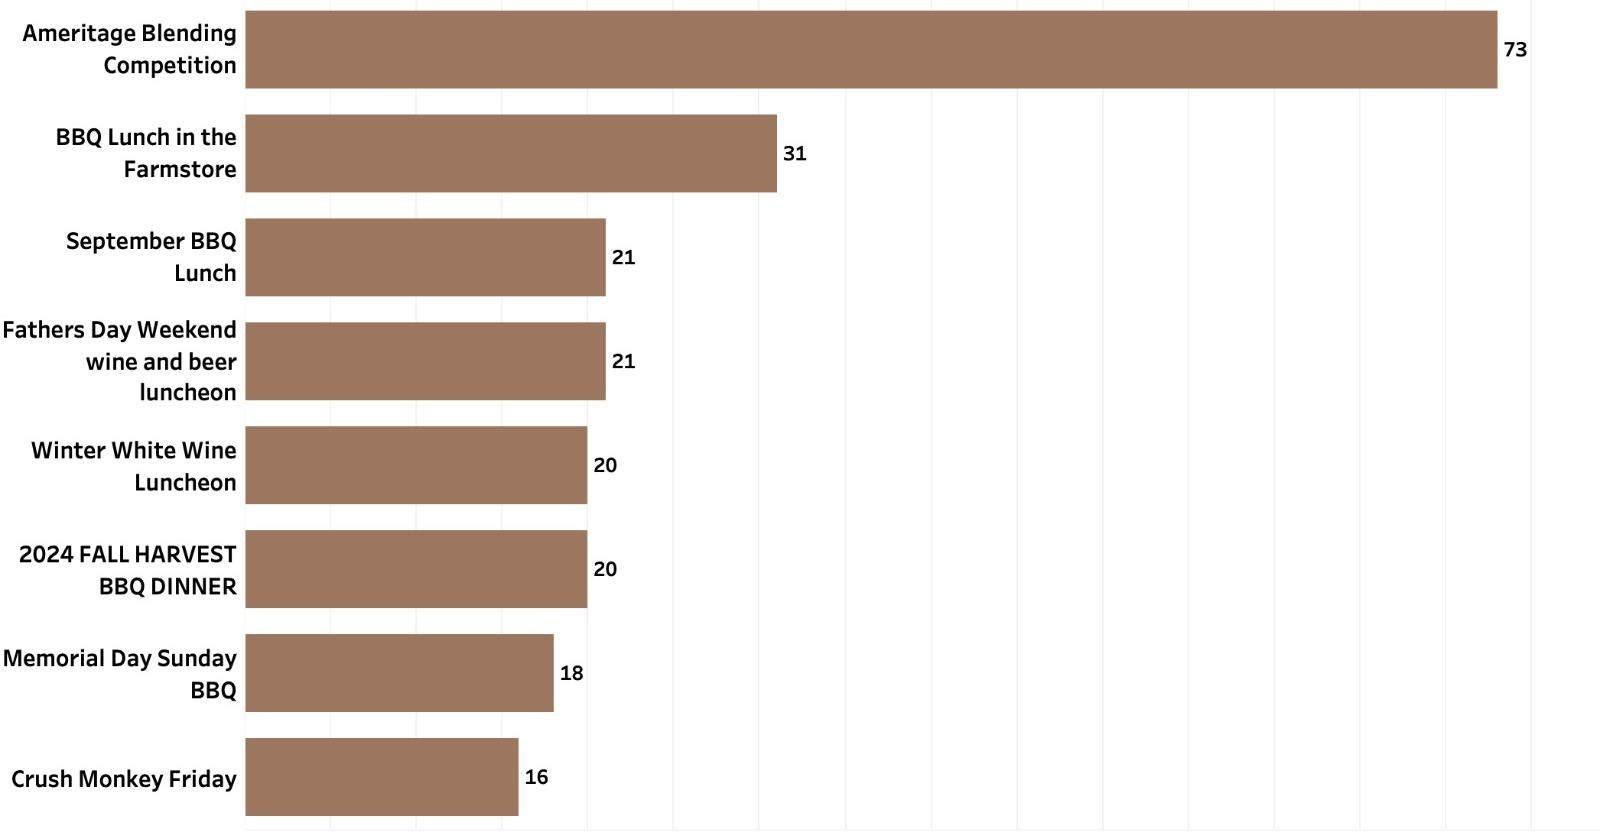 Ameritage Blending
Competition
73
BBQ Lunch in the
Farmstore
31
September BBQ
Lunch
21
Fathers Day Weekend
wine and beer
luncheon
21
Winter White Wine
Luncheon
20
2024 FALL HARVEST
BBQ DINNER
20
Memorial Day Sunday
BBQ
18
Crush Monkey Friday
16